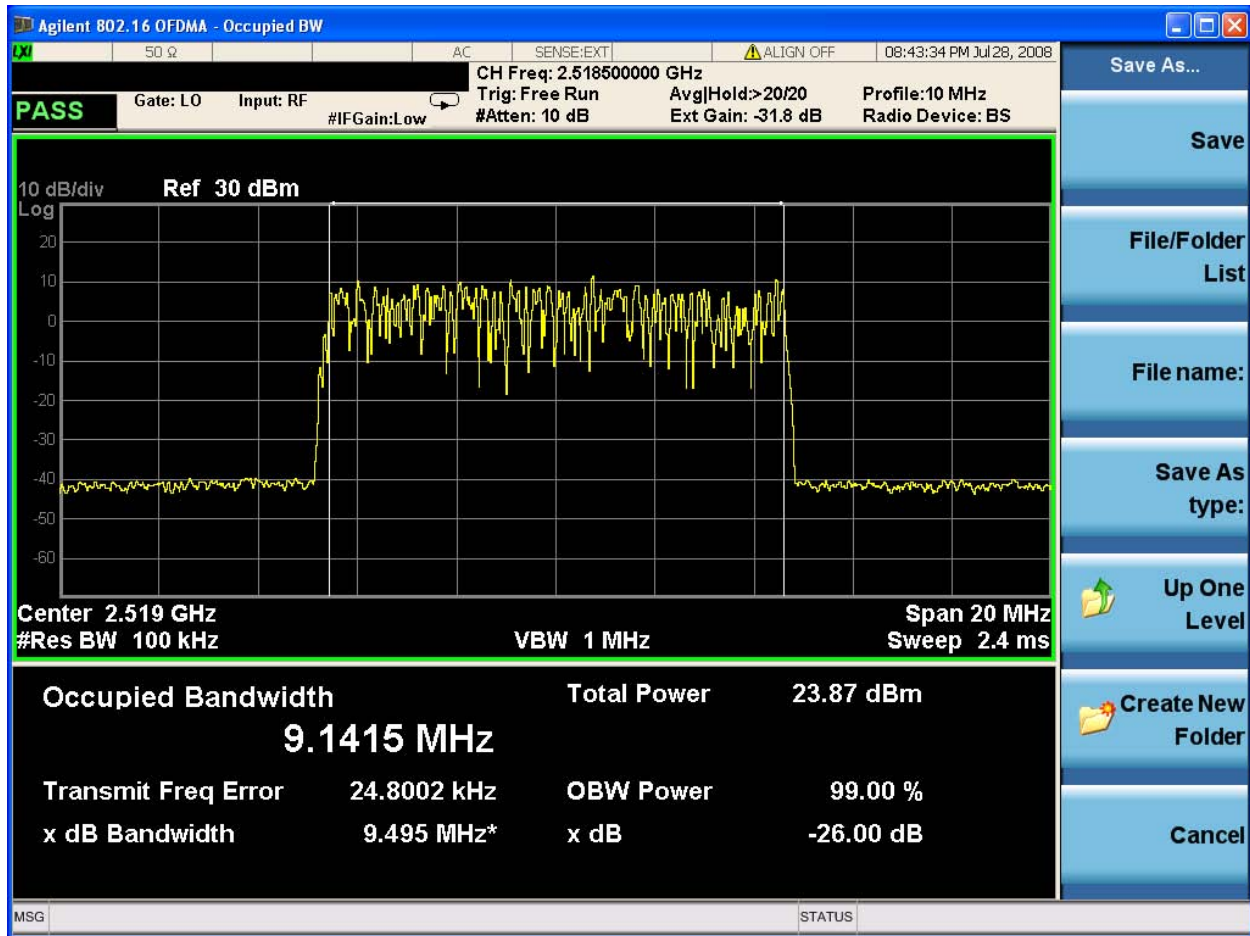 Agilent 802.16 OFDMA - Occupied BW
LXI 50 Ω AC SENSE:EXT ALIGN OFF 08:43:34 PM Jul 28, 2008
CH Freq: 2.518500000 GHz
PASS Gate: LO Input: RF Trig: Free Run Avg|Hold:>20/20 Profile:10 MHz
#IFGain:Low #Atten: 10 dB Ext Gain: -31.8 dB Radio Device: BS
10 dB/div Ref 30 dBm
Log
20
10
0
-10
-20
-30
-40
-50
-60
Center 2.519 GHz Span 20 MHz
#Res BW 100 kHz VBW 1 MHz Sweep 2.4 ms
Occupied Bandwidth Total Power 23.87 dBm
9.1415 MHz
Transmit Freq Error 24.8002 kHz OBW Power 99.00 %
x dB Bandwidth 9.495 MHz* x dB -26.00 dB
MSG STATUS
Save As...
Save
File/Folder
List
File name:
Save As
type:
Up One
Level
Create New
Folder
Cancel